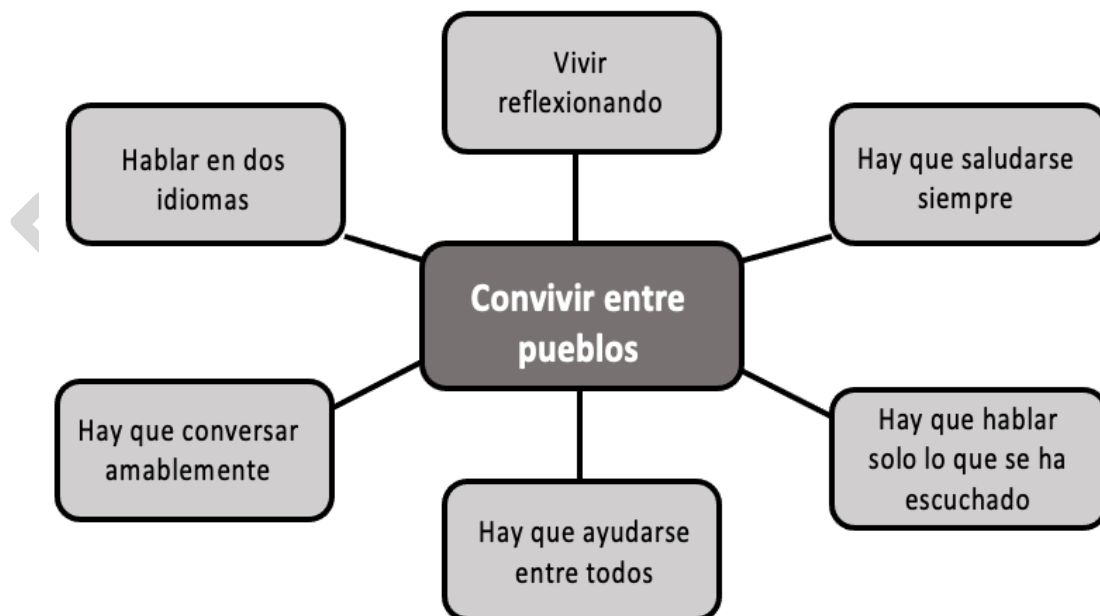 Vivir
reflexionando
Hablar en dos
idiomas
Hay que saludarse
siempre
Convivir entre
pueblos
Hay que conversar
amablemente
Hay que hablar
solo lo que se ha
escuchado
Hay que ayudarse
entre todos